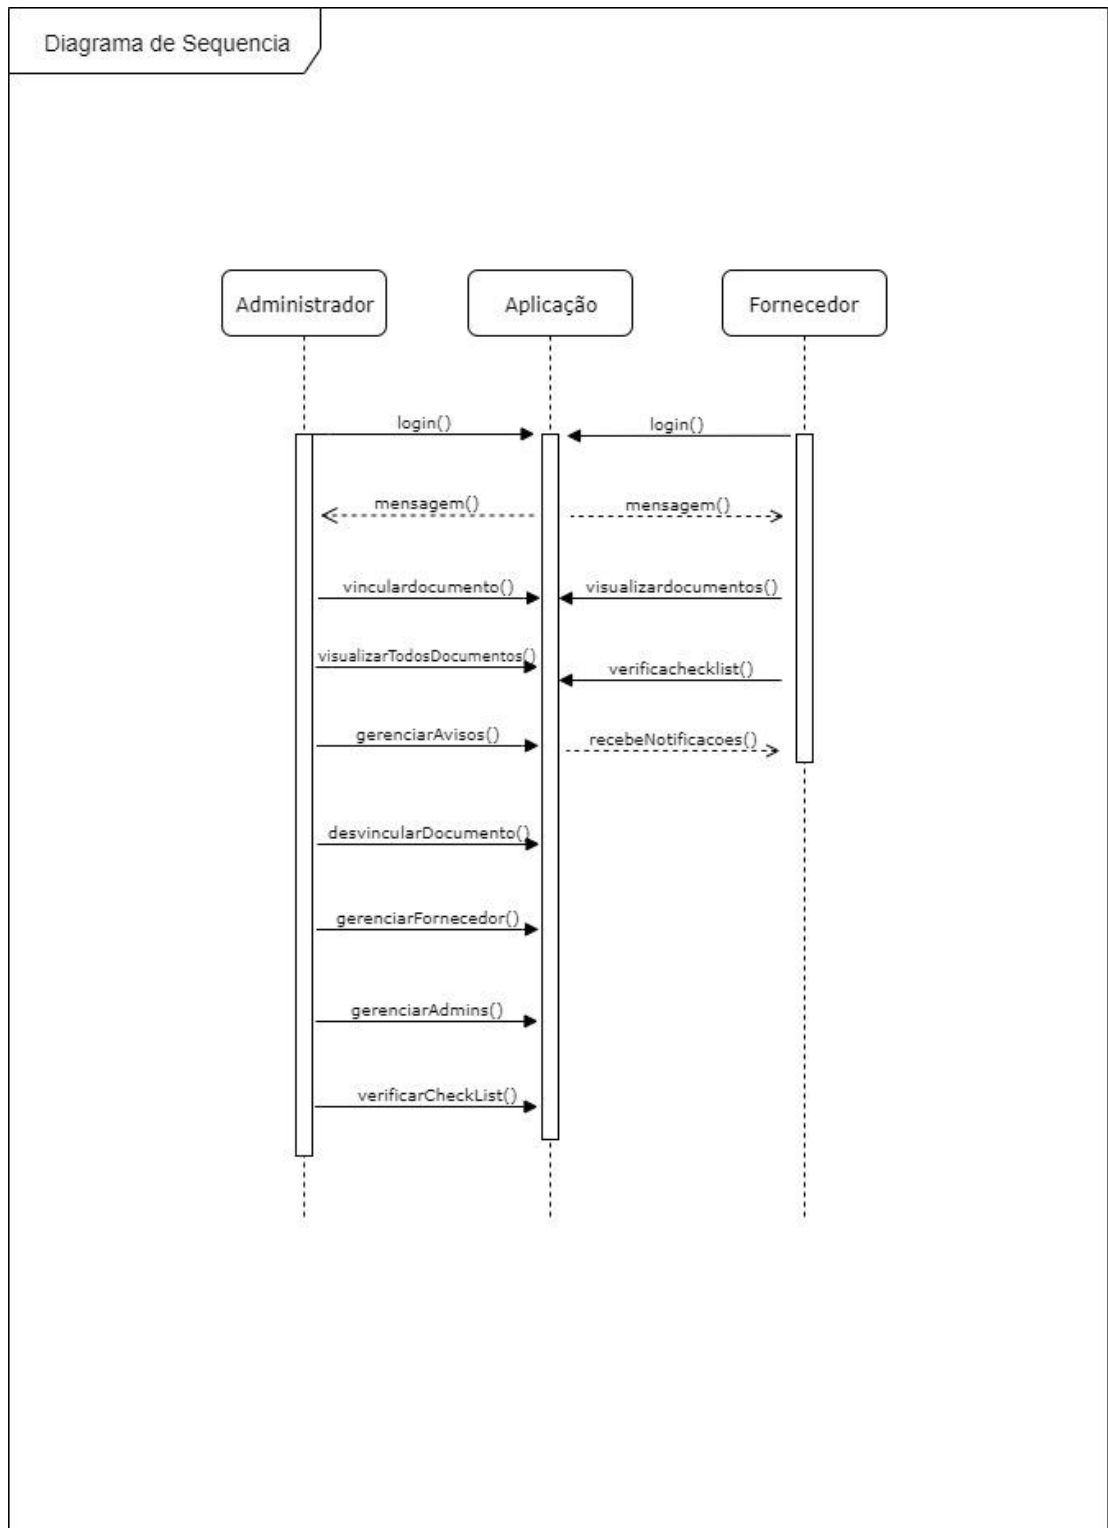 Diagrama de Sequencia
Administrador
Aplicação
Fornecedor
login()
login()
mensagem()
mensagem()
vinculardocumento()
visualizardocumentos()
visualizarTodosDocumentos()
verificachecklist()
gerenciarAvisos()
recebeNotificacoes()
desvincularDocumento()
gerenciarFornecedor()
gerenciarAdmins()
verificarCheckList()